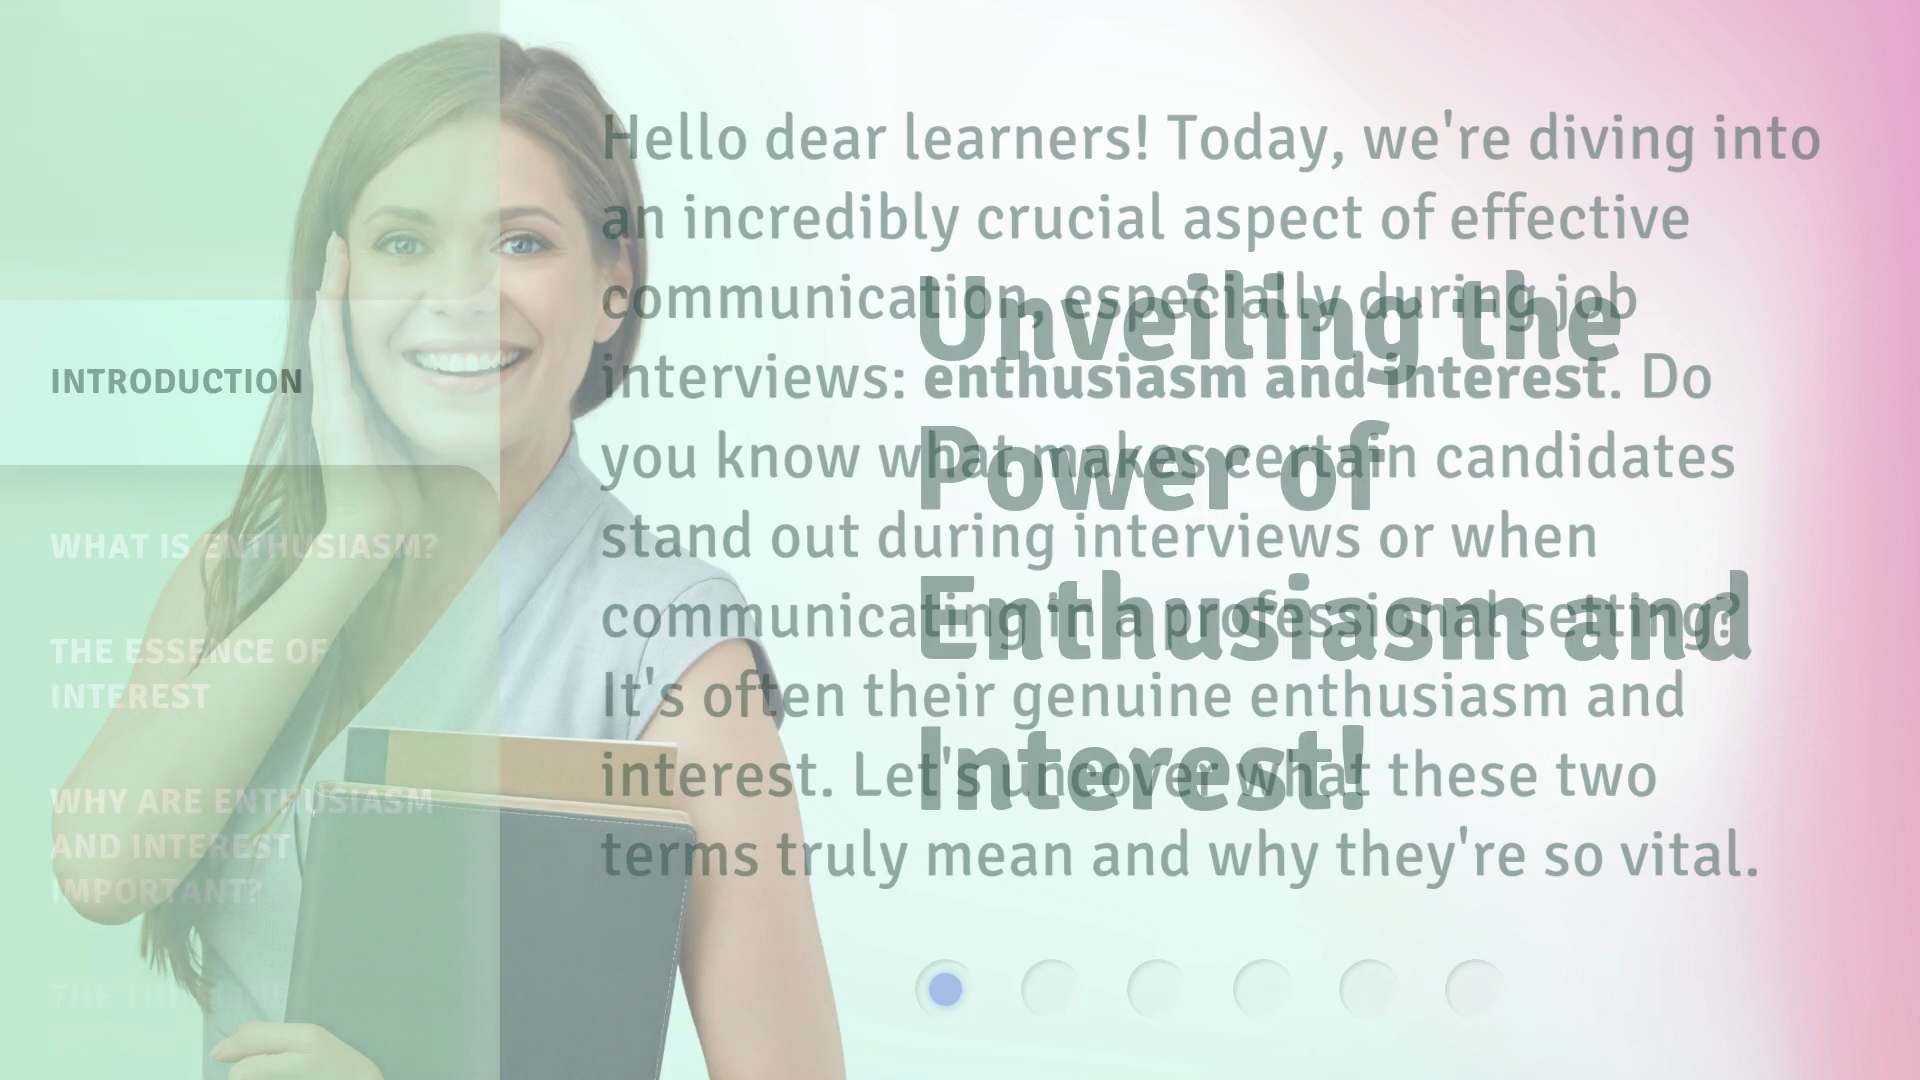 INTRODUCTION
WHAT IS ENTHUSIASM?
THE ESSENCE OF
INTEREST
WHY ARE ENTHUSIASM
AND INTEREST
IMPORTANT?
Hello dear learners! Today, we're diving into
an incredibly crucial aspect of effective
communication, especially during job
interviews: enthusiasm and interest. Do
you know what makes certain candidates
stand out during interviews or when
communicating in a professional setting?
It's often their genuine enthusiasm and
interest. Let's uncover what these two
terms truly mean and why they're so vital.
Unveiling the
Power of
Enthusiasm and
Interest!